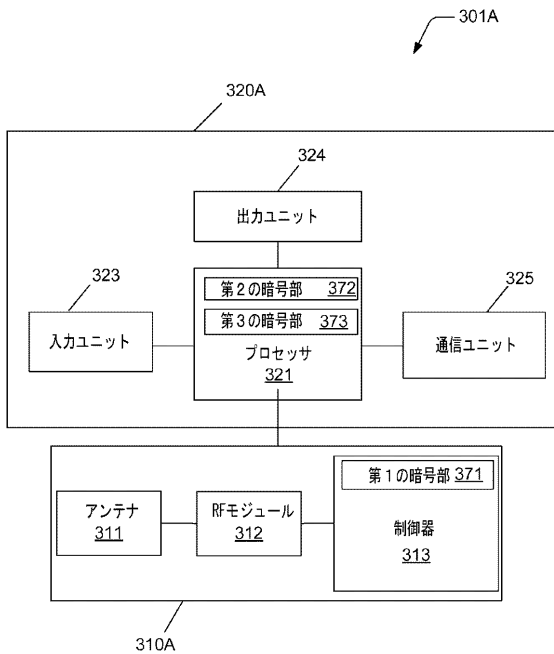 301A
320A
324
出力ユニット
323
入力ユニット
第2の暗号部 372
第3の暗号部 373
プロセッサ
321
325
通信ユニット
第1の暗号部 371
アンテナ
311
RFモジュール
312
制御器
313
310A